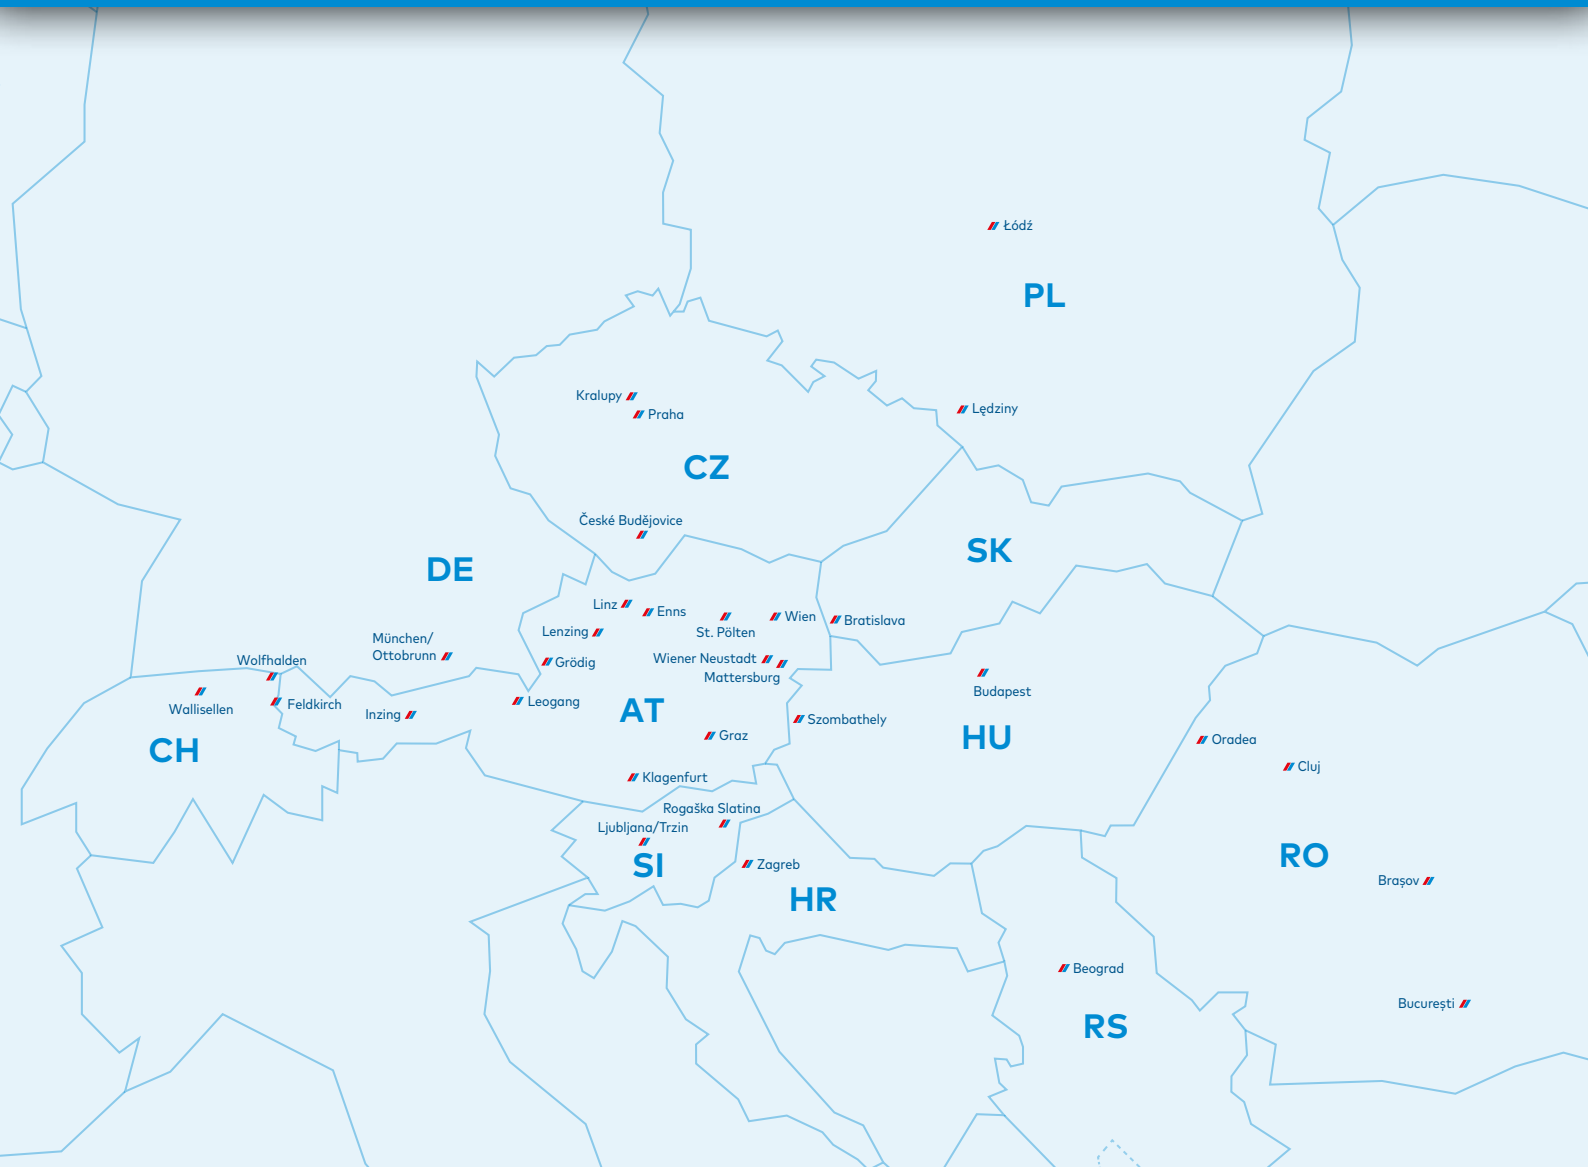 Łódź
PL
Kralupy
Praha
Lędziny
CZ
České Budějovice
SK
DE
Linz
Enns
Wien
Bratislava
Lenzing
St. Pölten
München/
Ottobrunn
Wolfhalden
Grödig
Wiener Neustadt
Mattersburg
Budapest
Wallisellen
Feldkirch
Inzing
Leogang
AT
Szombathely
HU
CH
Graz
Oradea
Cluj
Klagenfurt
Rogaška Slatina
Ljubljana/Trzin
SI
Zagreb
RO
HR
Brașov
Beograd
București
RS